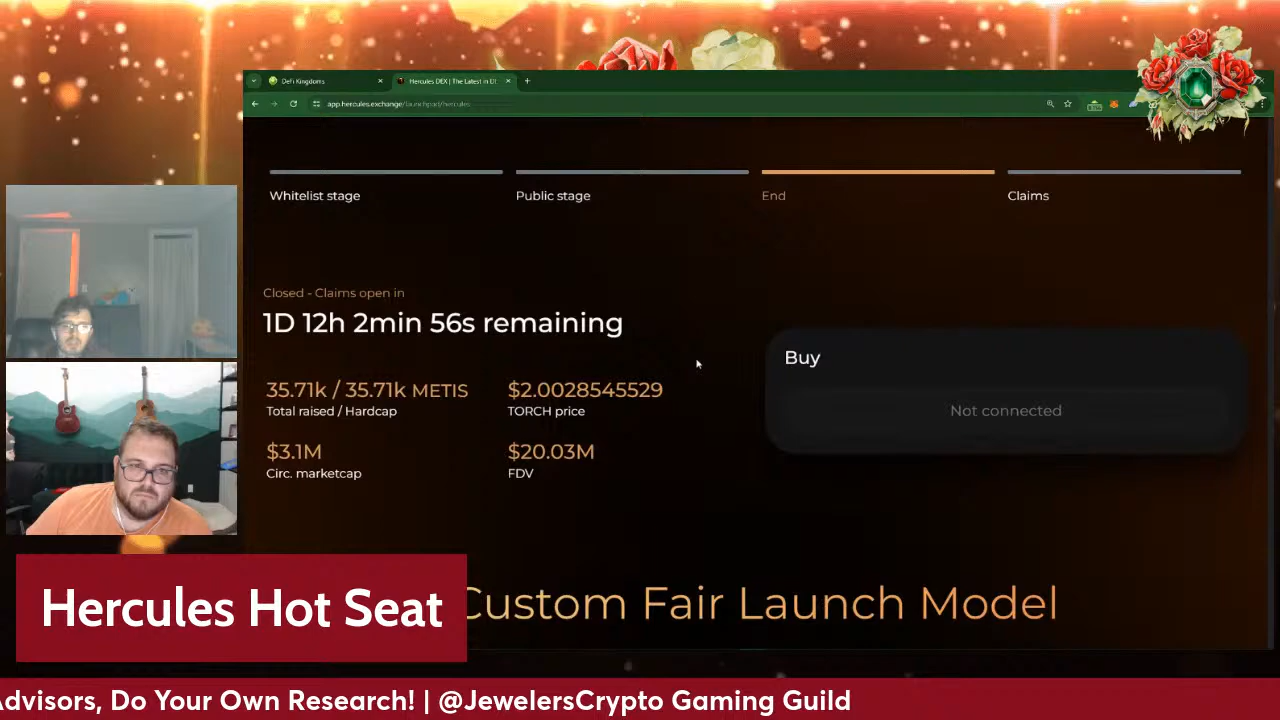 DeFi Kingdoms
Hercules DEX | The Latest in D
app.hercules.exchange/launchpad/hercules
Whitelist stage
Public stage
End
Claims
Closed - Claims open in
1D 12h 2min 56s remaining
35.71k / 35.71k METIS
Total raised / Hardcap
$2.0028545529
TORCH price
$3.1M
Circ. marketcap
$20.03M
FDV
Buy
Not connected
Custom Fair Launch Model
Hercules Hot Seat
Advisors, Do Your Own Research! | @JewelersCrypto Gaming Guild